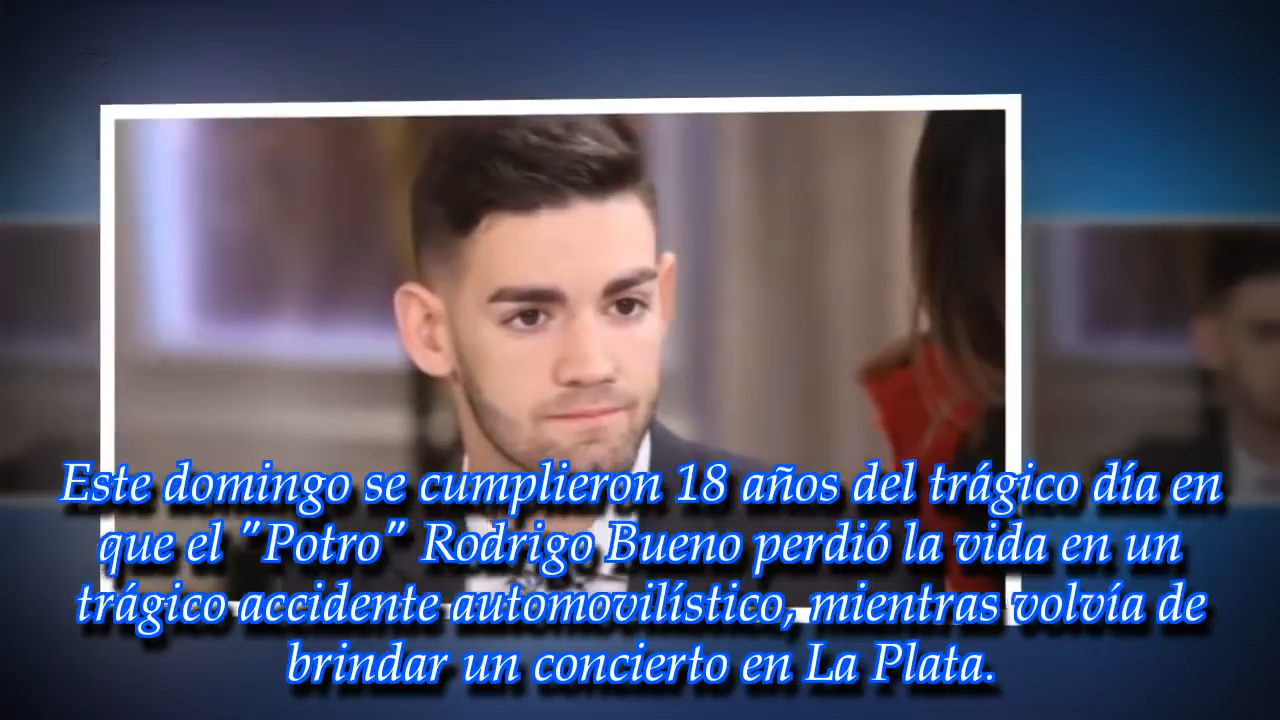 Este domingo se cumplieron 18 años del trágico día en
que el "Potro" Rodrigo Bueno perdió la vida en un
trágico accidente automovilístico, mientras volvía de
brindar un concierto en La Plata.